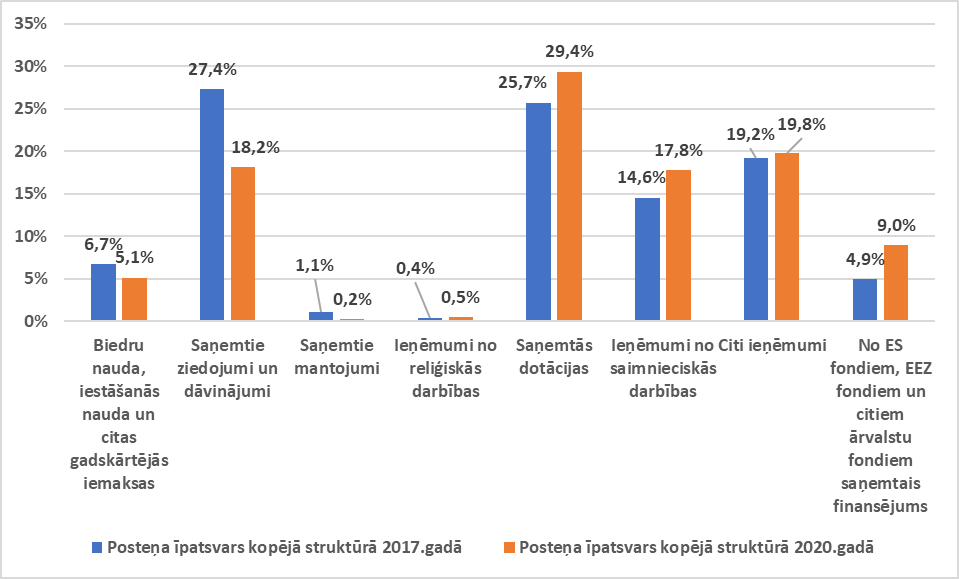 35%
30%
25%
20%
15%
10%
5%
0%
6,7%
5,1%
27,4%
18,2%
1,1%
0,2%
0,4%
0,5%
25,7%
29,4%
14,6%
17,8%
19,2%
19,8%
4,9%
9,0%
Biedru
nauda,
iestāšanās
nauda un
citas
gadskārtējās
iemaksas
Saņemtie
ziedojumi un
dāvinājumi
Saņemtie
mantojumi
Ieņēmumi no
reliģiskās
darbības
Saņemtās
dotācijas
Ieņēmumi no
saimnieciskās
darbības
Citi ieņēmumi
No ES
fondiem, EEZ
fondiem un
citiem
ārvalstu
fondiem
saņemtais
finansējums
Posteņa īpatsvars kopējā struktūrā 2017.gadā
Posteņa īpatsvars kopējā struktūrā 2020.gadā